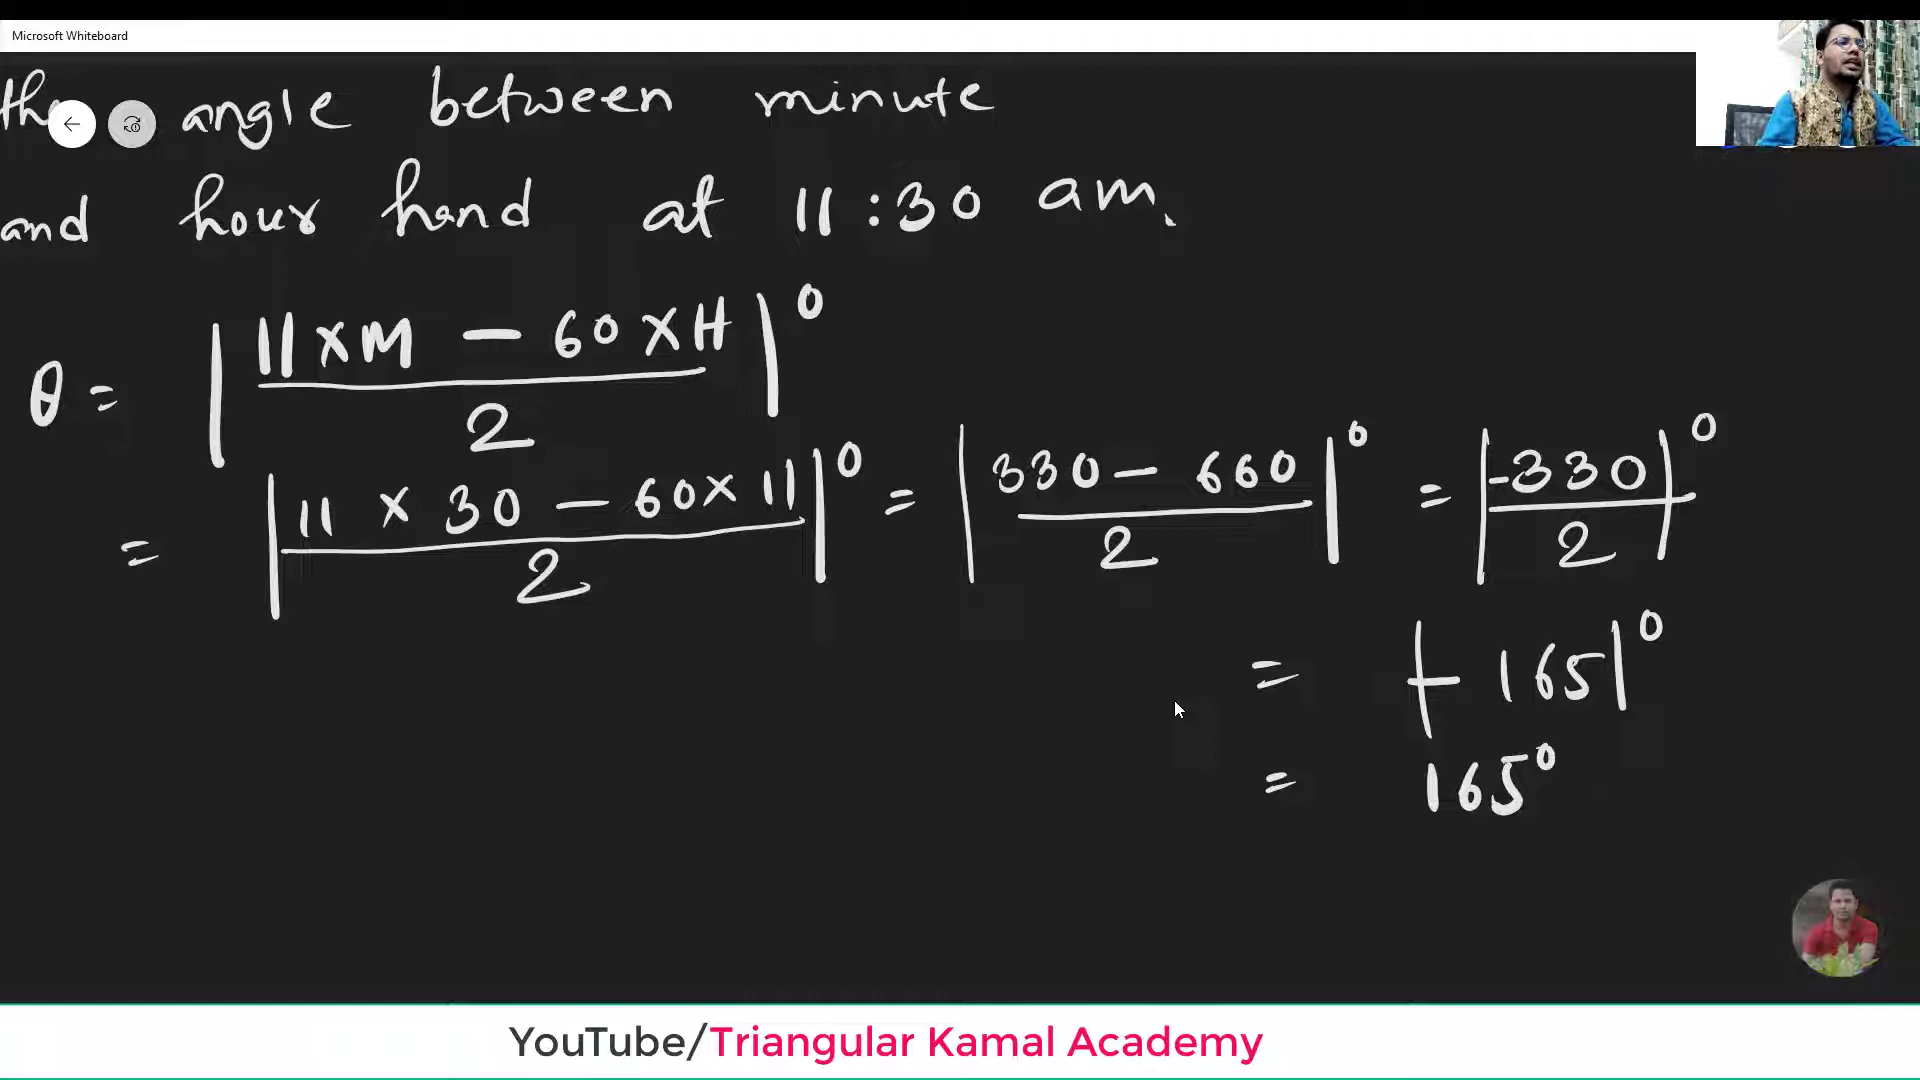 Microsoft Whiteboard
the angle between minute
and hour hand at 11:30 am.
θ = |11×M − 60×H / 2|°
= |11 × 30 − 60×11 / 2|° = |330 − 660 / 2|° = |-330 / 2|°
= |− 165|°
= 165°
YouTube/Triangular Kamal Academy